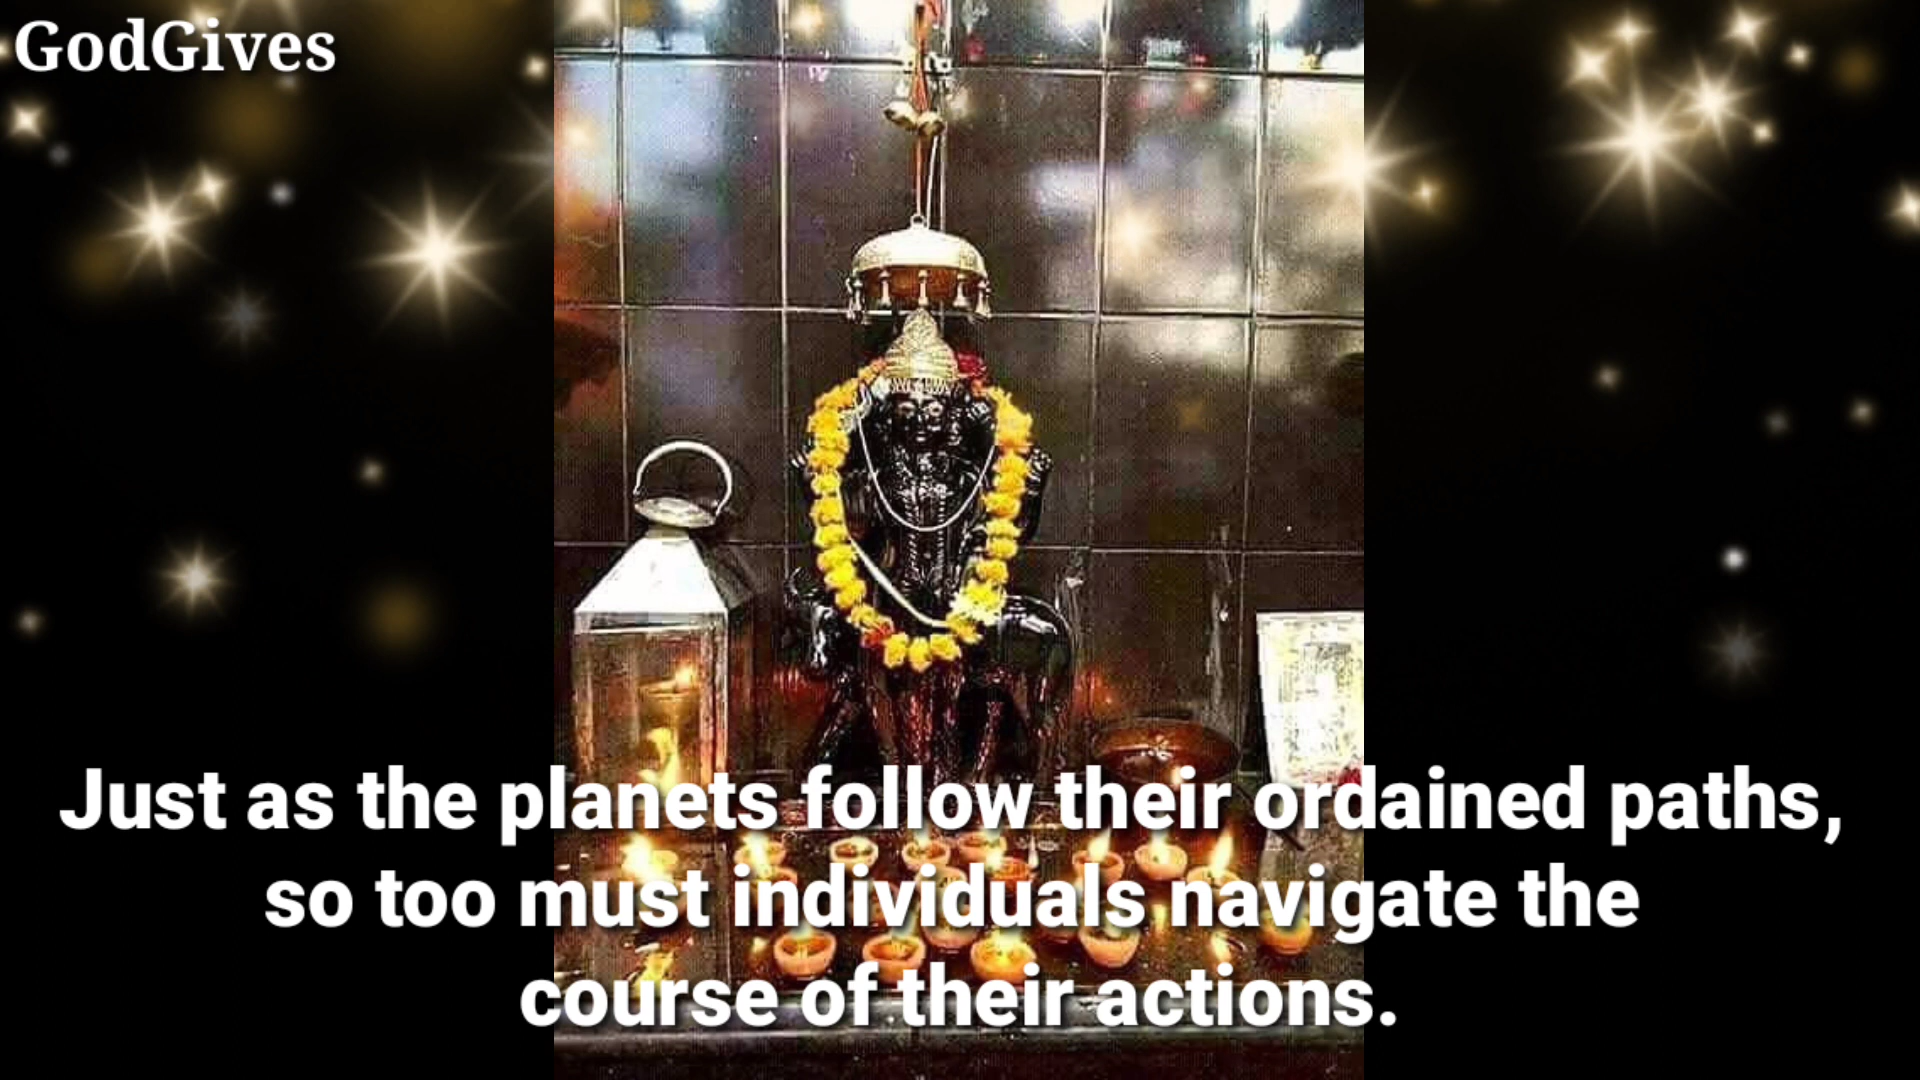 GodGives
Just as the planets follow their ordained paths,
so too must individuals navigate the
course of their actions.